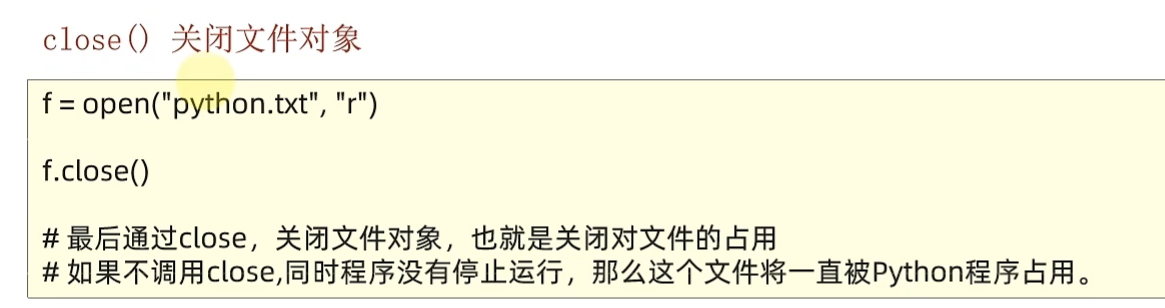 close() 关闭文件对象
f = open("python.txt", "r")
f.close()
# 最后通过close，关闭文件对象，也就是关闭对文件的占用
# 如果不调用close,同时程序没有停止运行，那么这个文件将一直被Python程序占用。